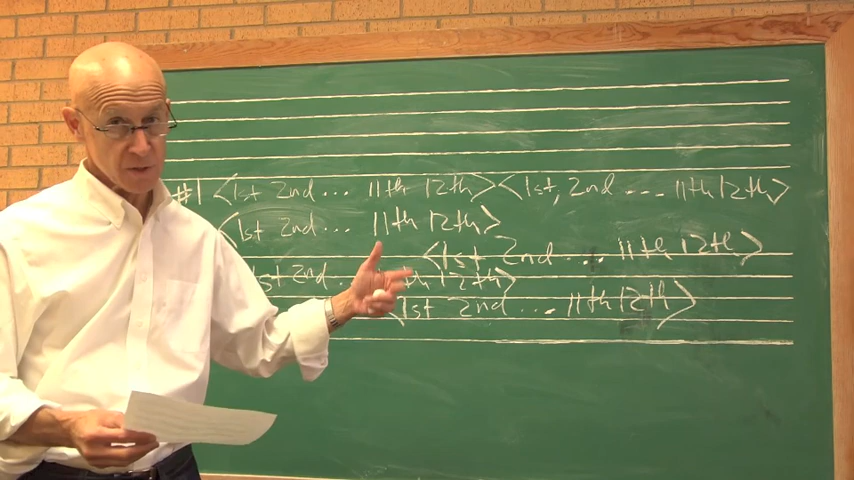 #1 <1st 2nd... 11th 12th> <1st, 2nd ... 11th 12th>
<1st 2nd... 11th 12th>
<1st 2nd ... 11th 12th>
1st 2nd... 12th>
<1st 2nd .... 11th 12th>